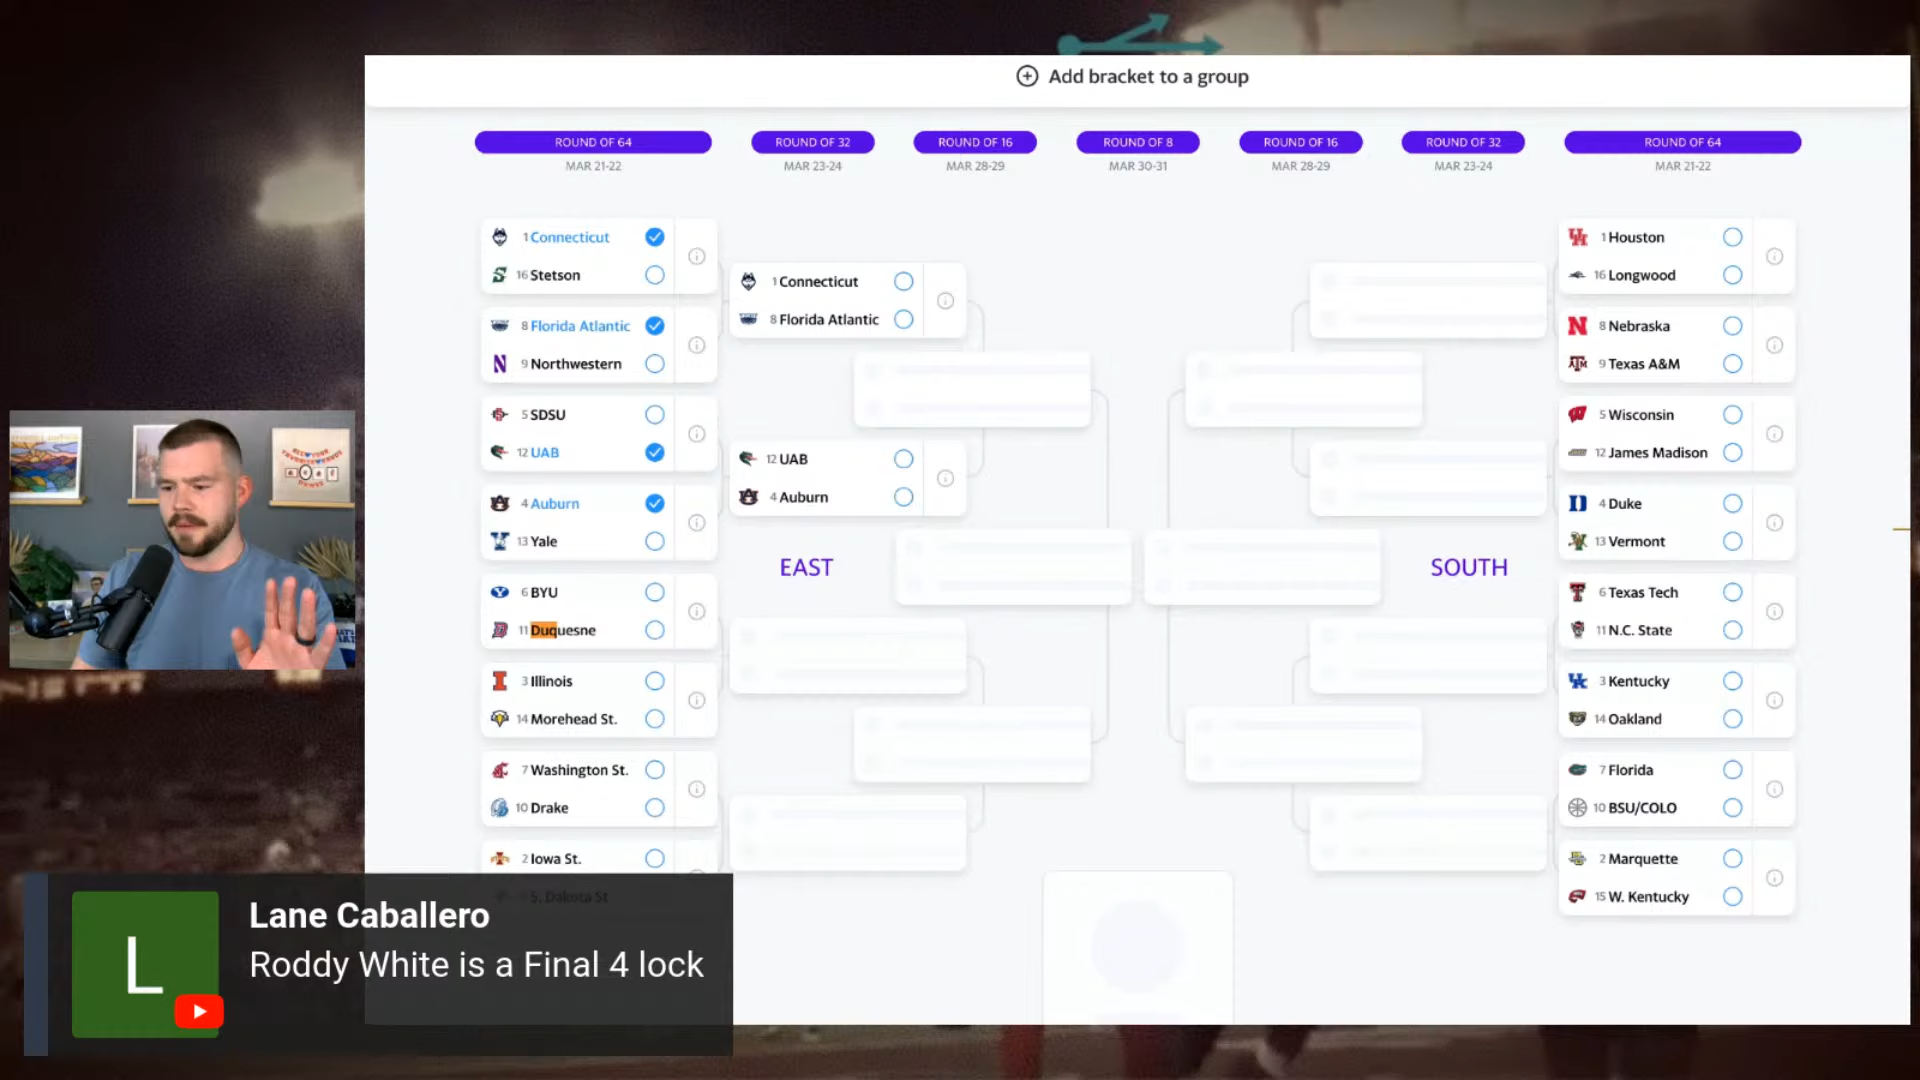 Add bracket to a group
ROUND OF 64
ROUND OF 32
ROUND OF 16
ROUND OF 8
ROUND OF 16
ROUND OF 32
ROUND OF 64
MAR 21-22
MAR 23-24
MAR 28-29
MAR 30-31
MAR 28-29
MAR 23-24
MAR 21-22
1 Connecticut
16 Stetson
8 Florida Atlantic
9 Northwestern
5 SDSU
12 UAB
4 Auburn
13 Yale
6 BYU
11 Duquesne
3 Illinois
14 Morehead St.
7 Washington St.
10 Drake
2 Iowa St.
S. Dakota St
1 Connecticut
8 Florida Atlantic
12 UAB
4 Auburn
EAST
SOUTH
1 Houston
16 Longwood
8 Nebraska
9 Texas A&M
5 Wisconsin
12 James Madison
4 Duke
13 Vermont
6 Texas Tech
11 N.C. State
3 Kentucky
14 Oakland
7 Florida
10 BSU/COLO
2 Marquette
15 W. Kentucky
L
Lane Caballero
Roddy White is a Final 4 lock